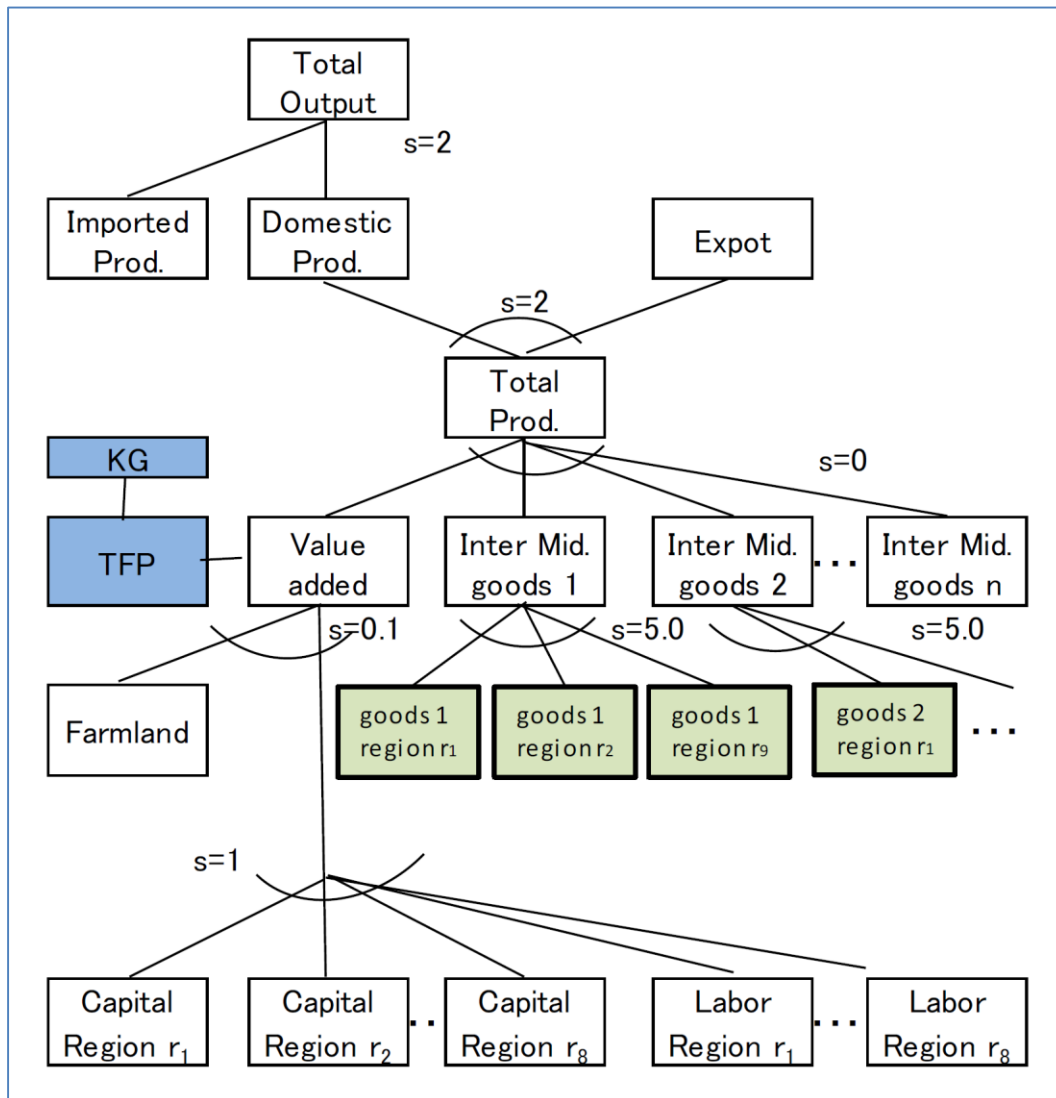 Total
Output
s=2
Imported
Prod.
Domestic
Prod.
Expot
s=2
Total
Prod.
KG
s=0
TFP
Value
added
Inter Mid.
goods 1
Inter Mid.
goods 2
...
Inter Mid.
goods n
s=0.1
s=5.0
s=5.0
Farmland
goods 1
region r₁
goods 1
region r₂
goods 1
region r₉
goods 2
region r₁
...
s=1
Capital
Region r₁
Capital
Region r₂
..
Capital
Region r₈
Labor
Region r₁
...
Labor
Region r₈